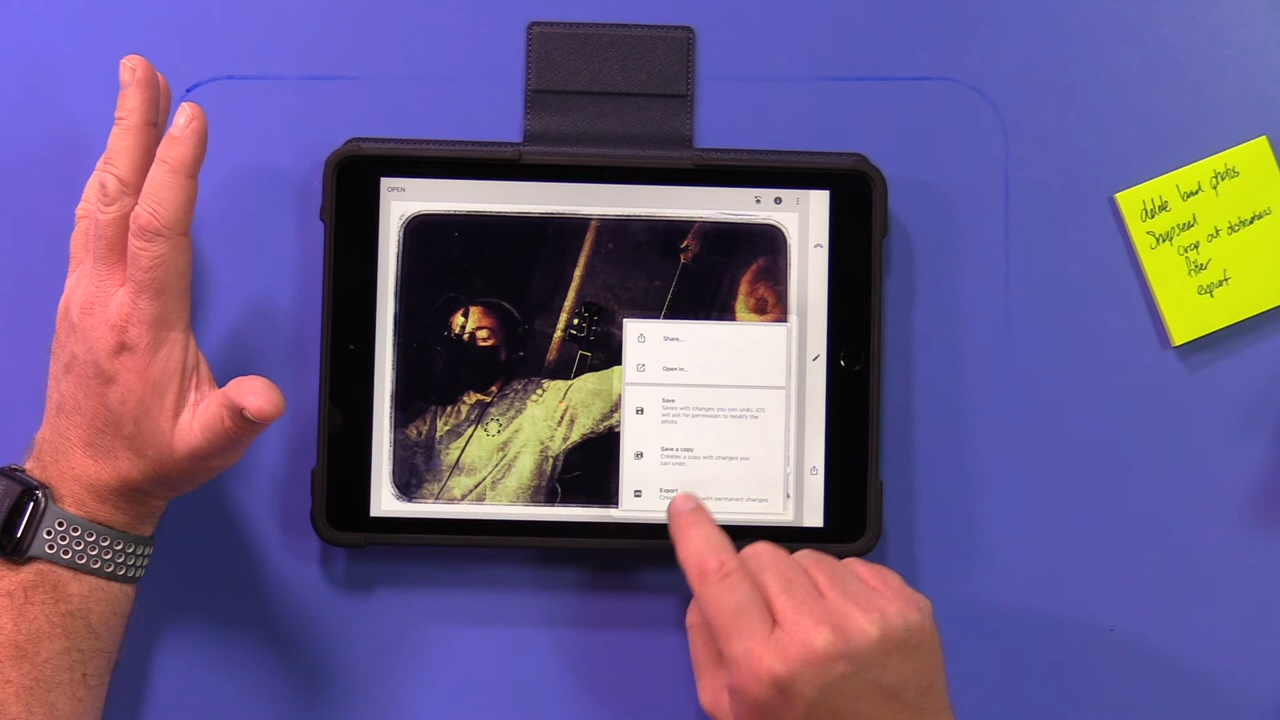 OPEN
Share...
Open in...
Save
Saves with changes you can undo. iOS
will ask for permission to modify the
photo.
Save a copy
Creates a copy with changes you
can undo.
Export
with permanent changes
delete bad photos
Snapseed
crop out distractions
filter
export